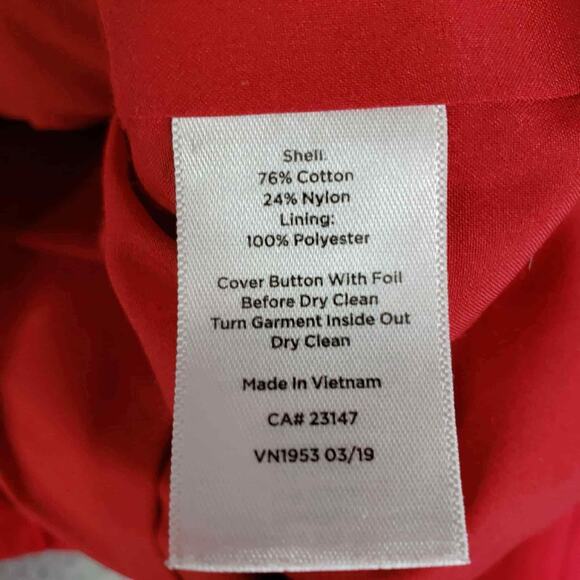 Shell:
76% Cotton
24% Nylon
Lining:
100% Polyester
Cover Button With Foil
Before Dry Clean
Turn Garment Inside Out
Dry Clean
Made In Vietnam
CA# 23147
VN1953 03/19